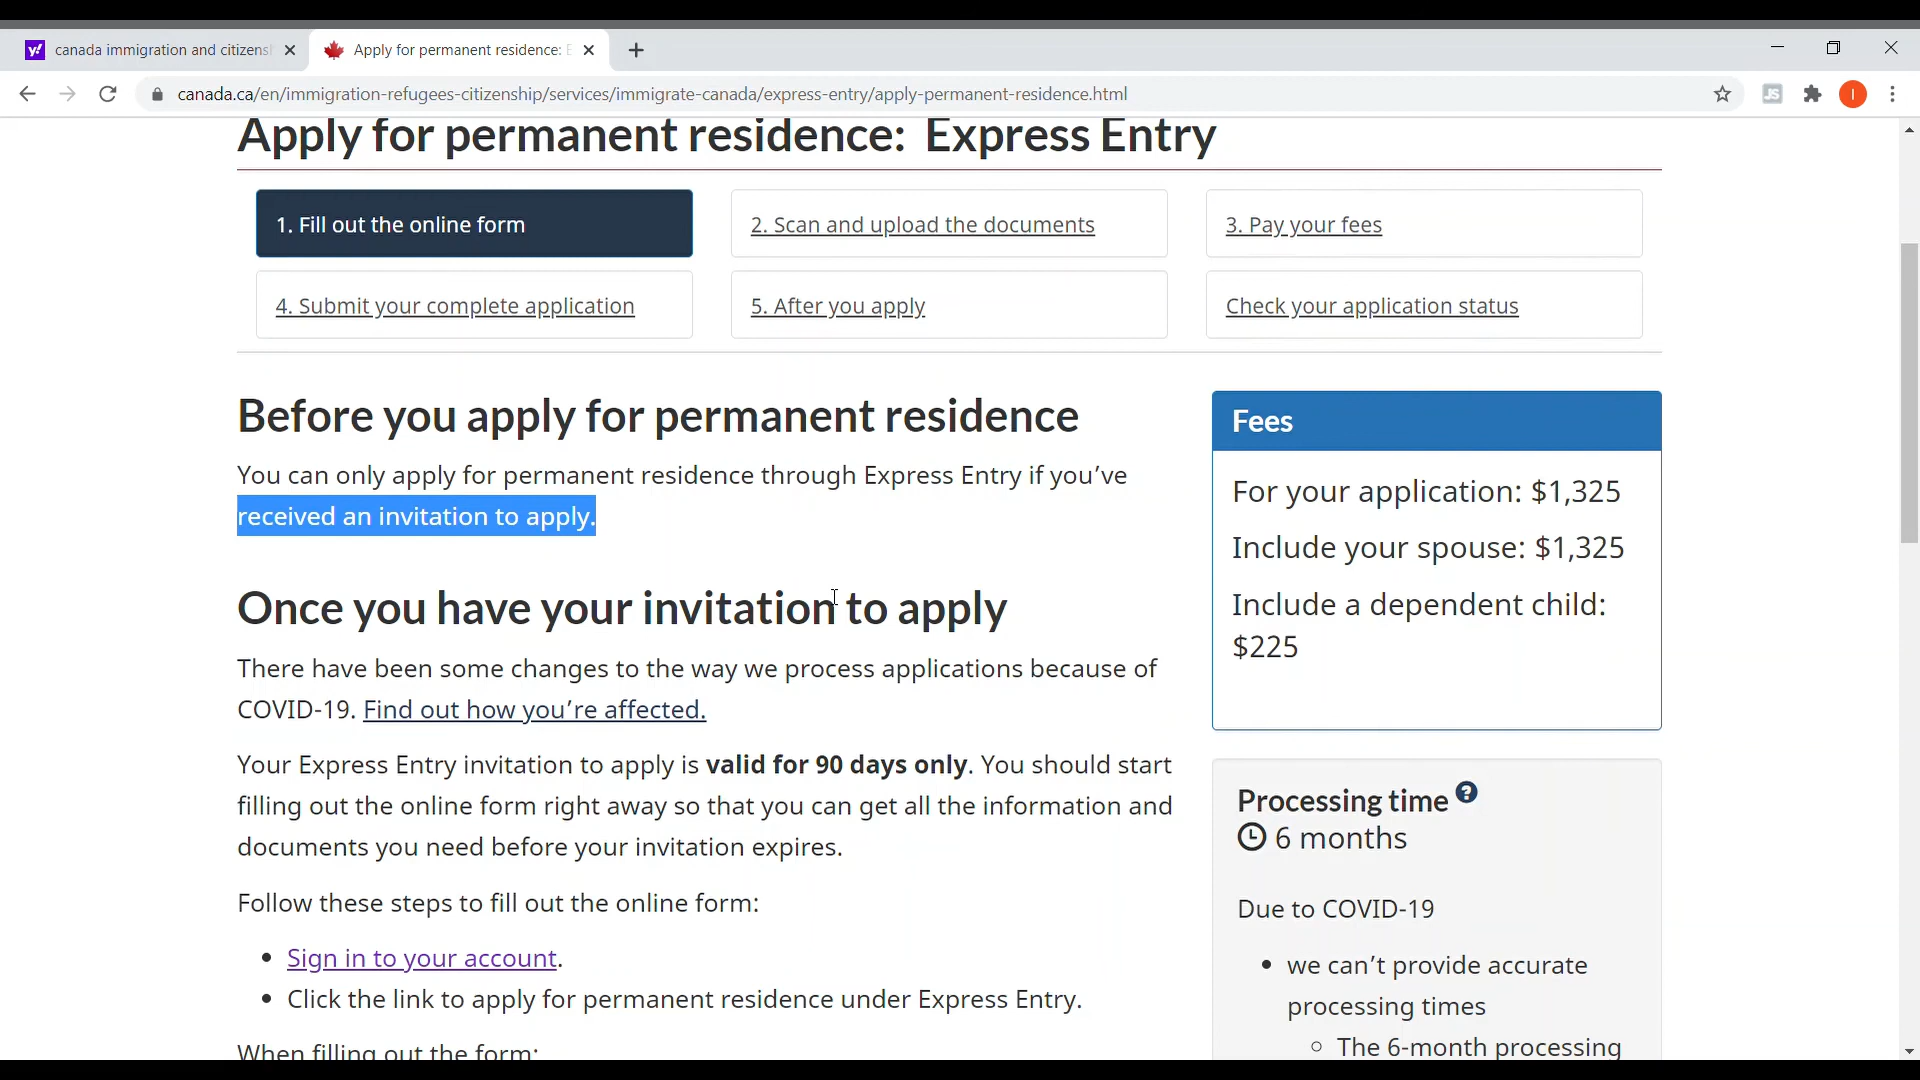 canada immigration and citizens
Apply for permanent residence: E
canada.ca/en/immigration-refugees-citizenship/services/immigrate-canada/express-entry/apply-permanent-residence.html
JS
I
Apply for permanent residence: Express Entry
1. Fill out the online form
2. Scan and upload the documents
3. Pay your fees
4. Submit your complete application
5. After you apply
Check your application status
Before you apply for permanent residence
You can only apply for permanent residence through Express Entry if you've
received an invitation to apply.
Once you have your invitation to apply
There have been some changes to the way we process applications because of
COVID-19. Find out how you're affected.
Your Express Entry invitation to apply is valid for 90 days only. You should start
filling out the online form right away so that you can get all the information and
documents you need before your invitation expires.
Follow these steps to fill out the online form:
• Sign in to your account.
• Click the link to apply for permanent residence under Express Entry.
When filling out the form:
Fees
For your application: $1,325
Include your spouse: $1,325
Include a dependent child:
$225
Processing time ?
6 months
Due to COVID-19
• we can't provide accurate
processing times
○ The 6-month processing